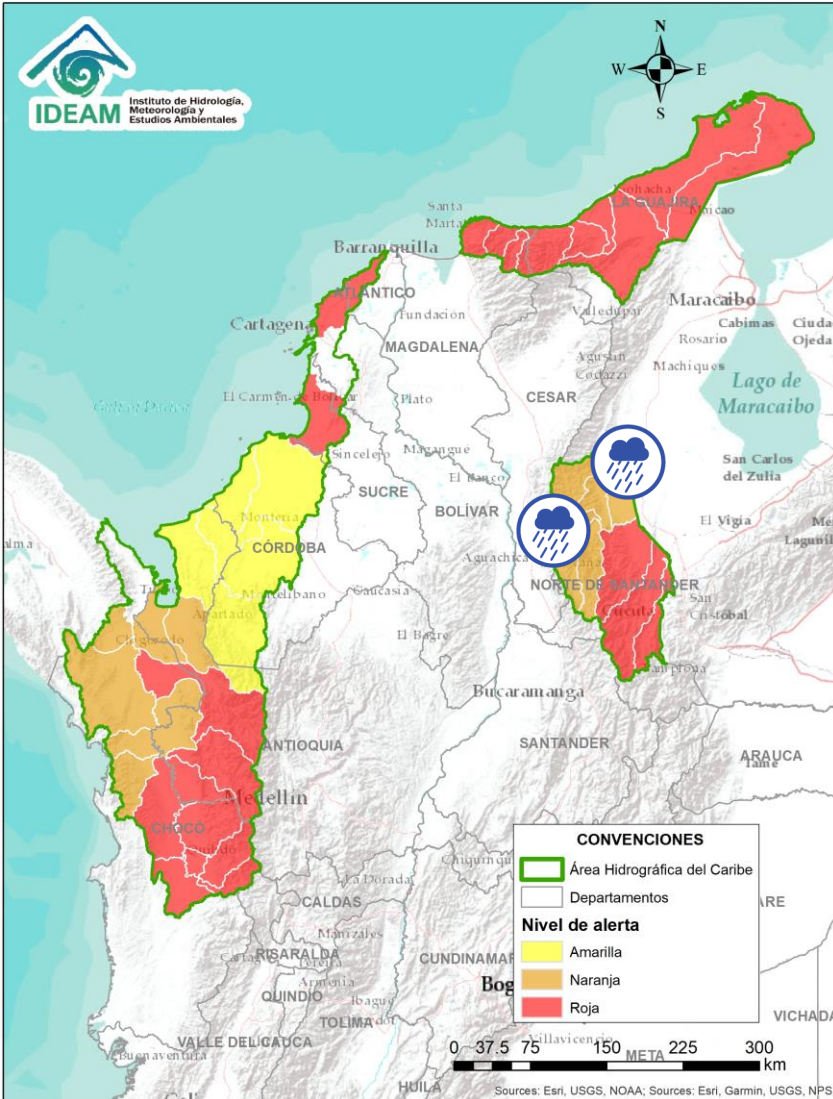 IDEAM
Instituto de Hidrología,
Meteorología y
Estudios Ambientales
N
W
E
S
Santa
Marta
LA GUAJIRA
Maicao
Barranquilla
ATLÁNTICO
Cartagena
Fundación
Valledupar
Maracaibo
Cabimas
Ciudad
Ojeda
Rosario
MAGDALENA
Agustín
Codazzi
Machiques
Lago de
Maracaibo
CESAR
El Carmen de Bolívar
Plato
Sincelejo
Magangué
San Carlos
del Zulia
SUCRE
El Banco
BOLÍVAR
Montería
El Vigía
CÓRDOBA
Aguachica
NORTE DE SANTANDER
Montelíbano
Caucasia
San
Cristóbal
Apartadó
Cúcuta
El Bagre
Chigorodó
Pamplona
Bucaramanga
ANTIOQUIA
SANTANDER
ARAUCA
Tame
Medellín
CHOCÓ
Quibdó
La Dorada
CALDAS
Manizales
RISARALDA
Pereira
CUNDINAMAR
Armenia
QUINDÍO
Ibagué
Bog
TOLIMA
VICHADA
VALLE DEL CAUCA
Villavicencio
META
Buenaventura
HUILA
CONVENCIONES
Área Hidrográfica del Caribe
Departamentos
Nivel de alerta
Amarilla
Naranja
Roja
0 37.5 75 150 225 300
km
Sources: Esri, USGS, NOAA; Sources: Esri, Garmin, USGS, NPS